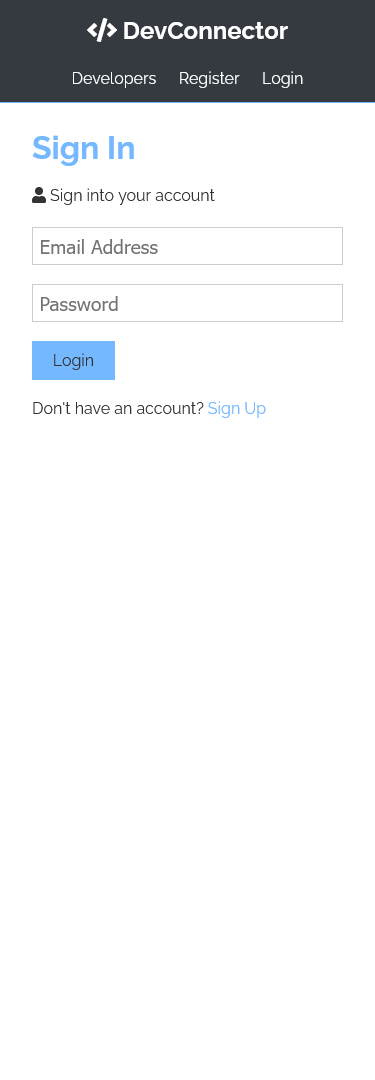 DevConnector
Developers Register Login
Sign In
Sign into your account
Email Address
Password
Login
Don't have an account? Sign Up